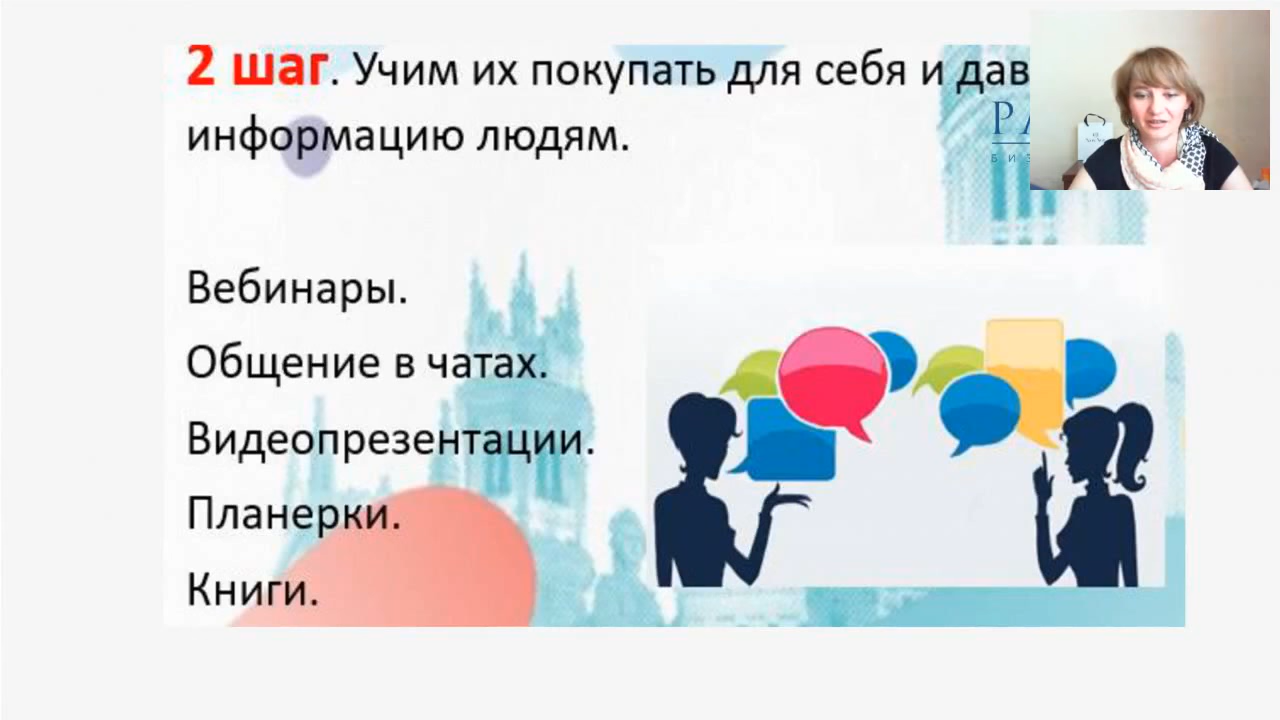 2 шаг. Учим их покупать для себя и дав
информацию людям.
Вебинары.
Общение в чатах.
Видеопрезентации.
Планерки.
Книги.